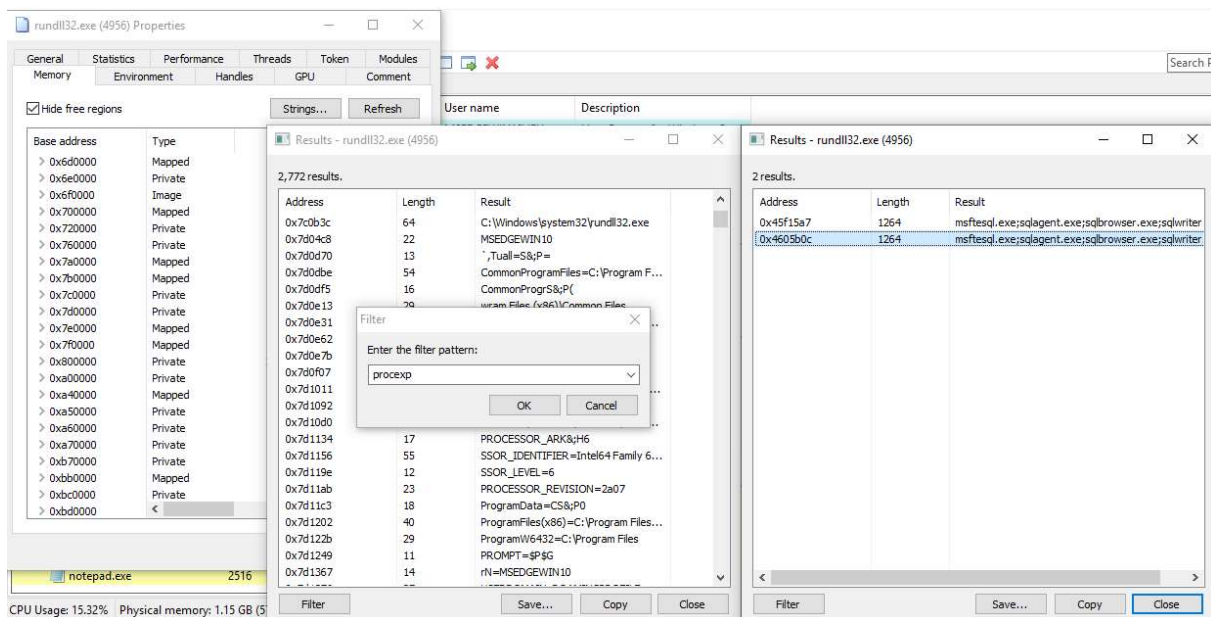 rundll32.exe (4956) Properties
General Statistics Performance Threads Token Modules
Memory Environment Handles GPU Comment
Hide free regions
Strings... Refresh
Base address Type
0x6d0000 Mapped
0x6e0000 Private
0x6f0000 Image
0x700000 Mapped
0x720000 Private
0x760000 Private
0x7a0000 Mapped
0x7b0000 Mapped
0x7c0000 Private
0x7d0000 Private
0x7e0000 Mapped
0x7f0000 Mapped
0x800000 Private
0xa00000 Private
0xa40000 Mapped
0xa50000 Private
0xa60000 Private
0xa70000 Private
0xb70000 Private
0xbb0000 Mapped
0xbc0000 Private
0xbd0000
notepad.exe 2516
CPU Usage: 15.32% Physical memory: 1.15 GB
Search
User name Description
Results - rundll32.exe (4956)
2,772 results.
Address Length Result
0x7c0b3c 64 C:\Windows\system32\rundll32.exe
0x7d04c8 22 MSEDGEWIN10
0x7d0d70 13 `,Tuall=S&;P=
0x7d0dbe 54 CommonProgramFiles=C:\Program F...
0x7d0df5 16 CommonProgrS&;P(
0x7d0e13 29 wram Files (x86)\Common Files
0x7d0e31
0x7d0e62
0x7d0e7b
0x7d0f07
0x7d1011
0x7d1092
0x7d10d0
0x7d1134 17 PROCESSOR_ARK&;H6
0x7d1156 55 SSOR_IDENTIFIER=Intel64 Family 6...
0x7d119e 12 SSOR_LEVEL=6
0x7d11ab 23 PROCESSOR_REVISION=2a07
0x7d11c3 18 ProgramData=CS&;P0
0x7d1202 40 ProgramFiles(x86)=C:\Program Files...
0x7d122b 29 ProgramW6432=C:\Program Files
0x7d1249 11 PROMPT=$P$G
0x7d1367 14 rN=MSEDGEWIN10
Filter Save... Copy Close
Filter
Enter the filter pattern:
procexp
OK Cancel
Results - rundll32.exe (4956)
2 results.
Address Length Result
0x45f15a7 1264 msftesql.exe;sqlagent.exe;sqlbrowser.exe;sqlwriter
0x4605b0c 1264 msftesql.exe;sqlagent.exe;sqlbrowser.exe;sqlwriter
Filter Save... Copy Close